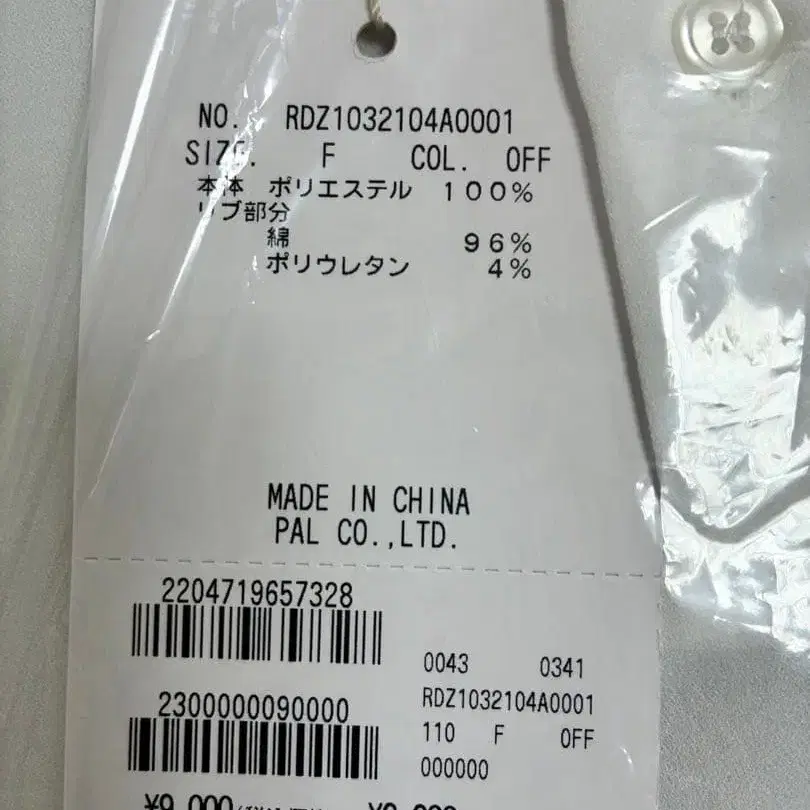 NO. RDZ1032104A0001
SIZE. F COL. OFF
本体 ポリエステル 100%
リブ部分
綿 96%
ポリウレタン 4%
MADE IN CHINA
PAL CO.,LTD.
2204719657328
0043 0341
RDZ1032104A0001
2300000090000
110 F OFF
000000
¥9,000